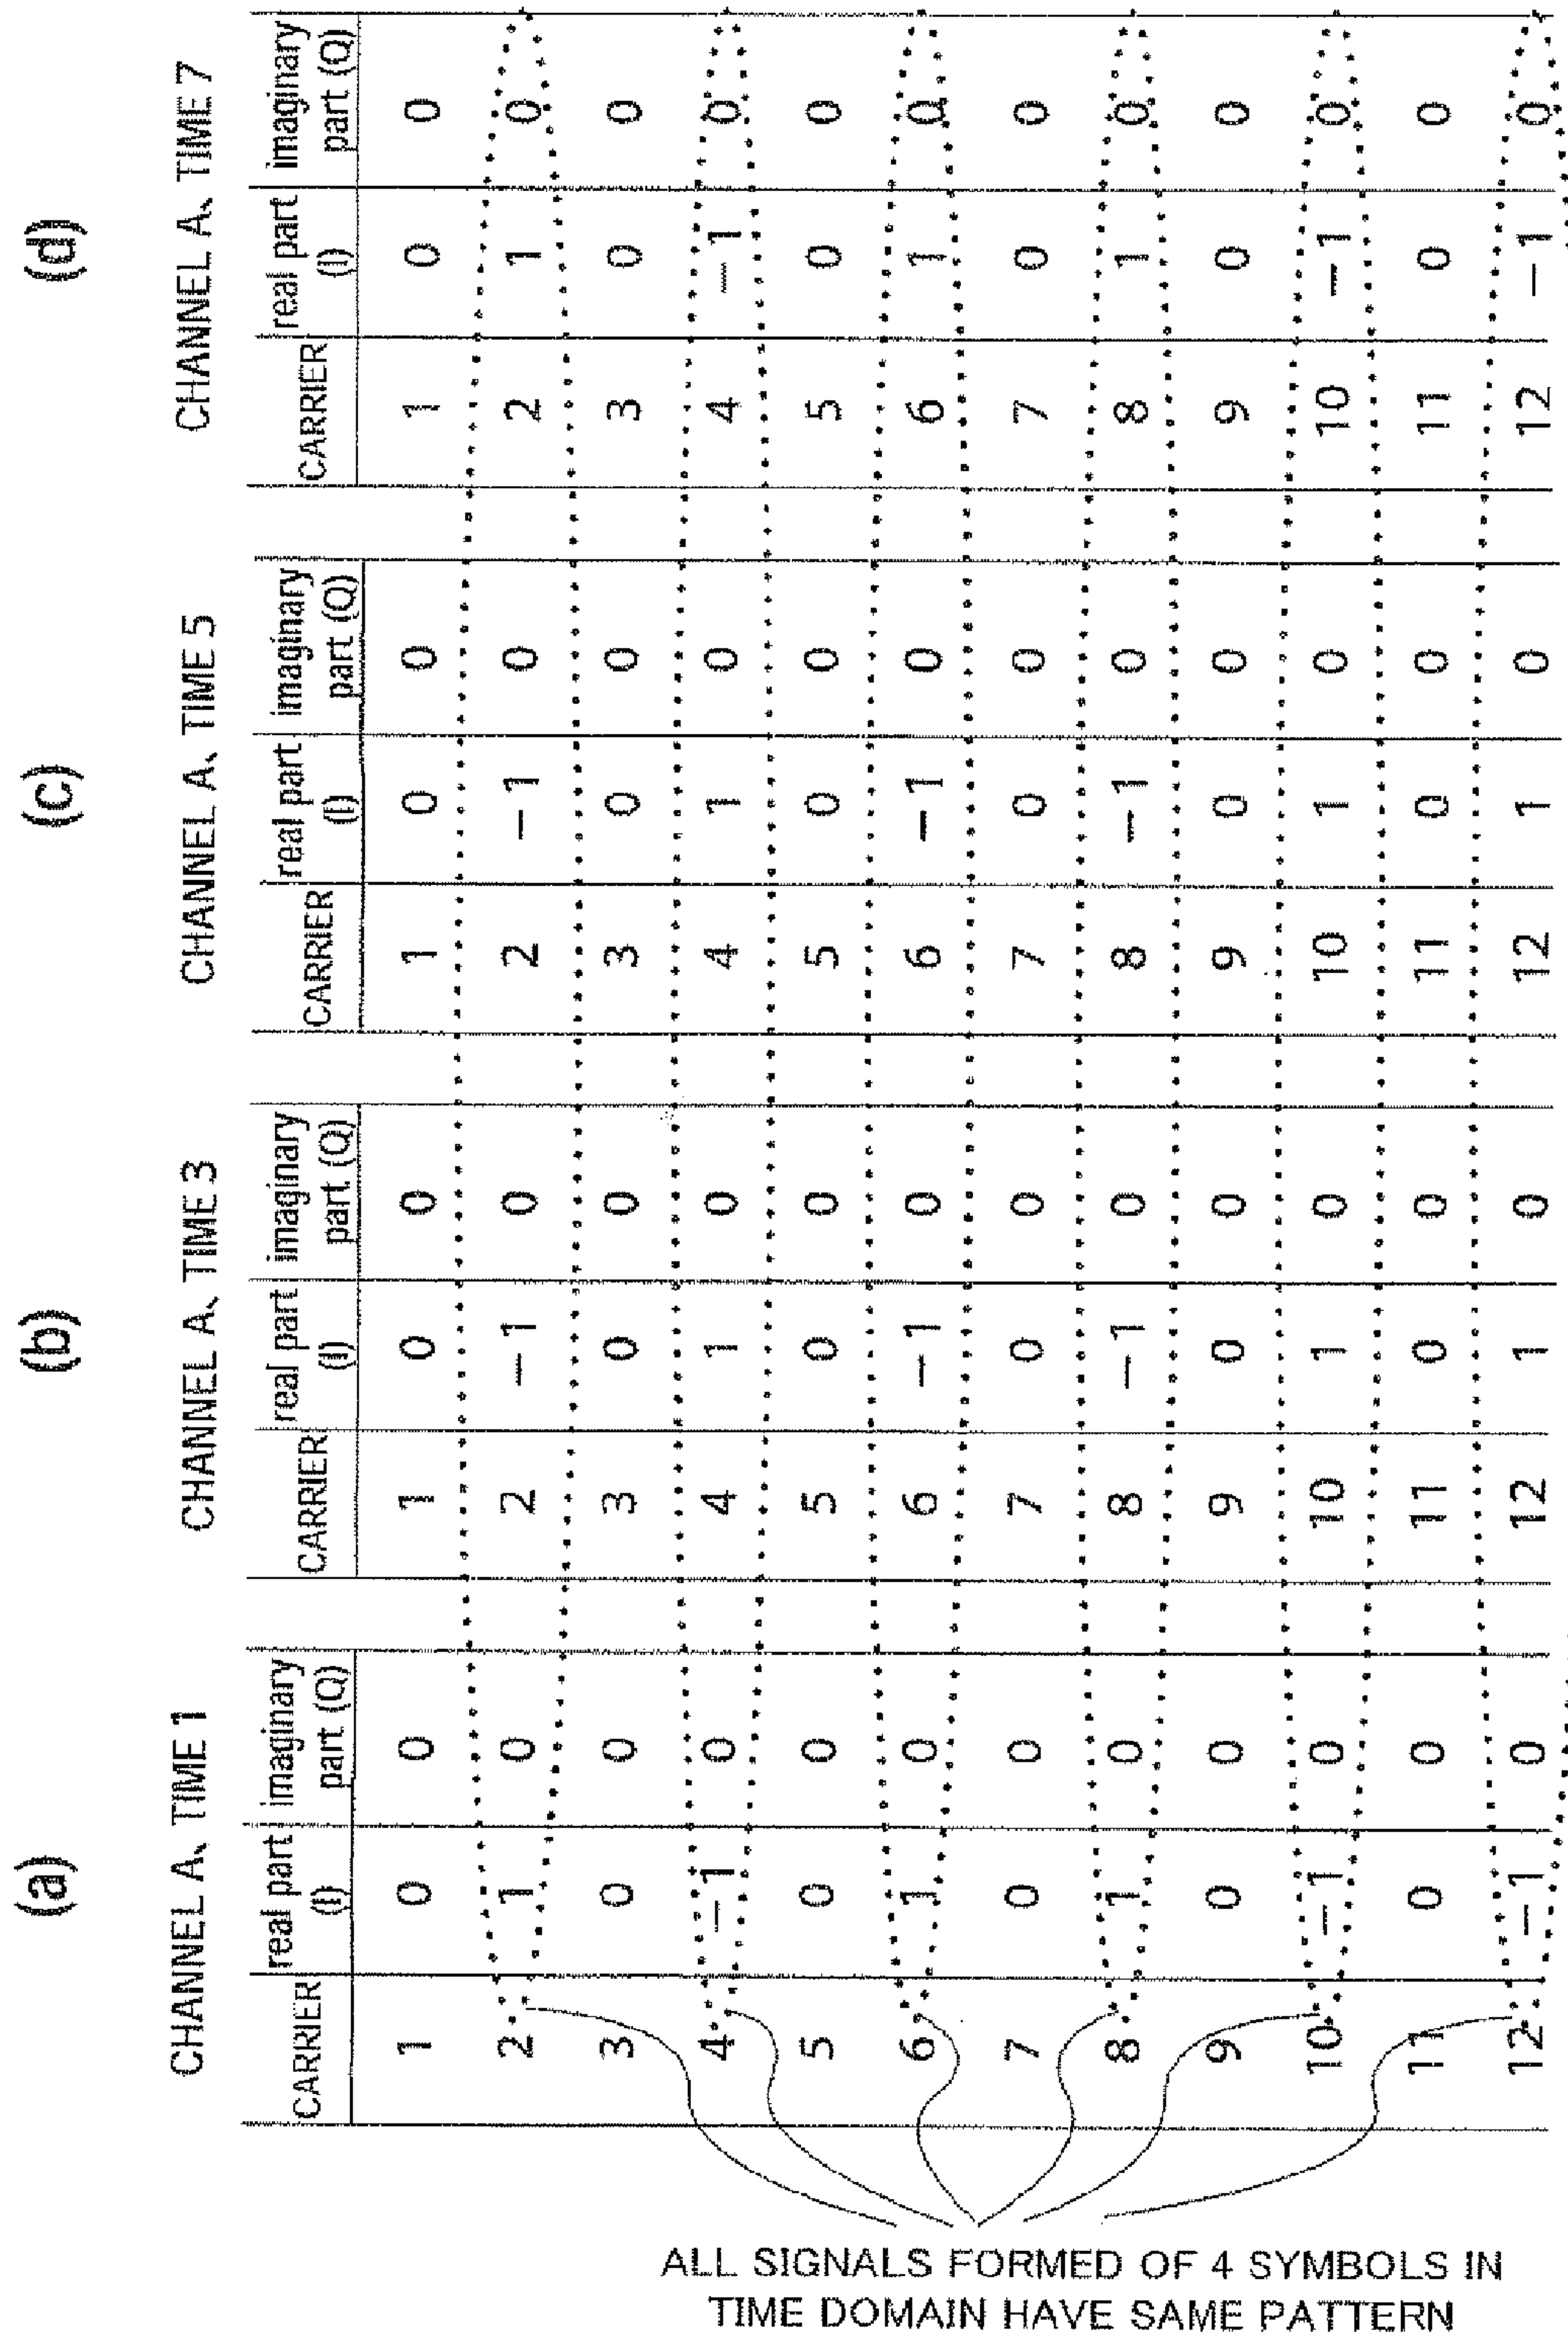 (a)
CHANNEL A、TIME 1
CARRIER real part (I) imaginary part (Q)
1 0 0
2 1 0
3 0 0
4 −1 0
5 0 0
6 1 0
7 0 0
8 1 0
9 0 0
10 −1 0
11 0 0
12 −1 0
(b)
CHANNEL A、TIME 3
CARRIER real part (I) imaginary part (Q)
1 0 0
2 −1 0
3 0 0
4 1 0
5 0 0
6 −1 0
7 0 0
8 −1 0
9 0 0
10 1 0
11 0 0
12 1 0
(c)
CHANNEL A、TIME 5
CARRIER real part (I) imaginary part (Q)
1 0 0
2 −1 0
3 0 0
4 1 0
5 0 0
6 −1 0
7 0 0
8 −1 0
9 0 0
10 1 0
11 0 0
12 1 0
(d)
CHANNEL A、TIME 7
CARRIER real part (I) imaginary part (Q)
1 0 0
2 1 0
3 0 0
4 −1 0
5 0 0
6 1 0
7 0 0
8 1 0
9 0 0
10 −1 0
11 0 0
12 −1 0
ALL SIGNALS FORMED OF 4 SYMBOLS IN
TIME DOMAIN HAVE SAME PATTERN